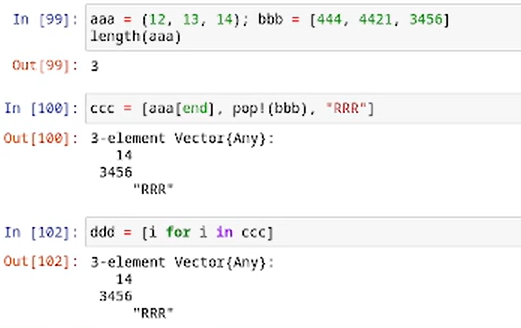 In [99]: aaa = (12, 13, 14); bbb = [444, 4421, 3456]
length(aaa)
Out[99]: 3
In [100]: ccc = [aaa[end], pop!(bbb), "RRR"]
Out[100]: 3-element Vector{Any}:
14
3456
"RRR"
In [102]: ddd = [i for i in ccc]
Out[102]: 3-element Vector{Any}:
14
3456
"RRR"